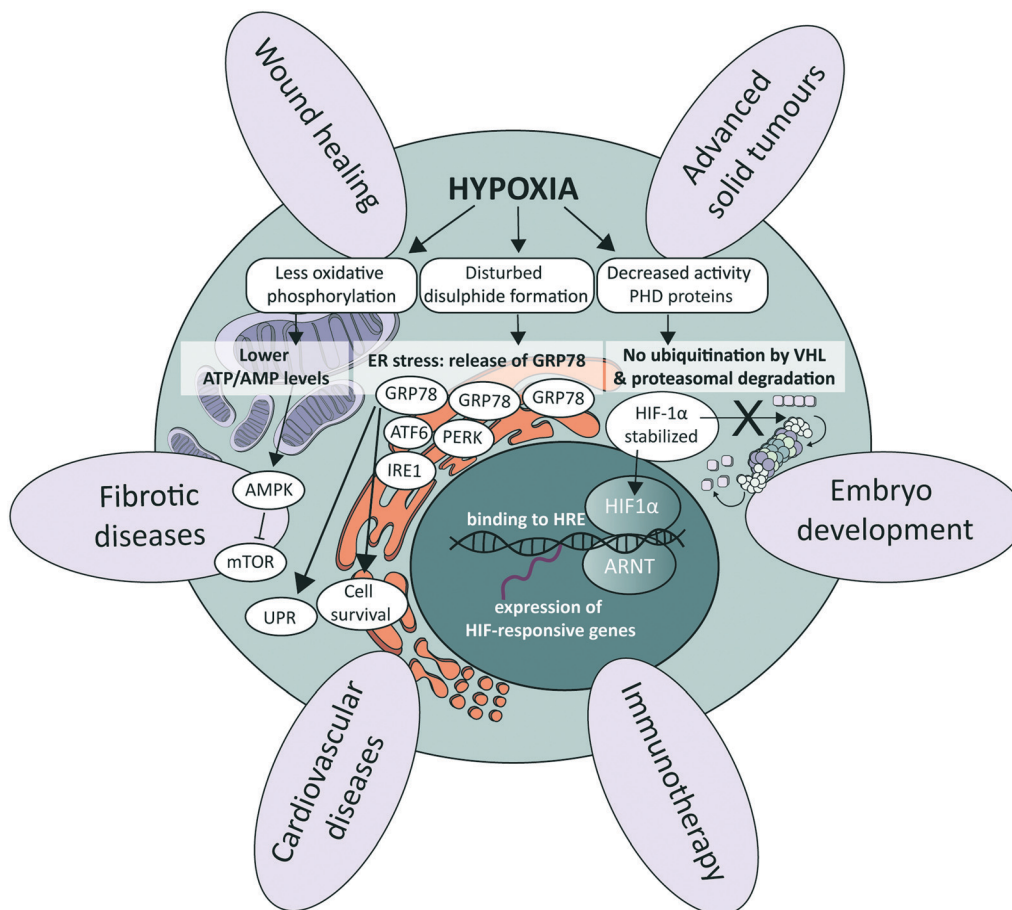 Wound healing
Advanced
solid tumours
HYPOXIA
Less oxidative
phosphorylation
Disturbed
disulphide formation
Decreased activity
PHD proteins
Lower
ATP/AMP levels
ER stress: release of GRP78
No ubiquitination by VHL
& proteasomal degradation
GRP78
GRP78
GRP78
ATF6
PERK
IRE1
HIF-1α
stabilized
X
Fibrotic
diseases
AMPK
mTOR
UPR
Cell
survival
HIF1α
binding to HRE
ARNT
expression of
HIF-responsive genes
Embryo
development
Cardiovascular
diseases
Immunotherapy